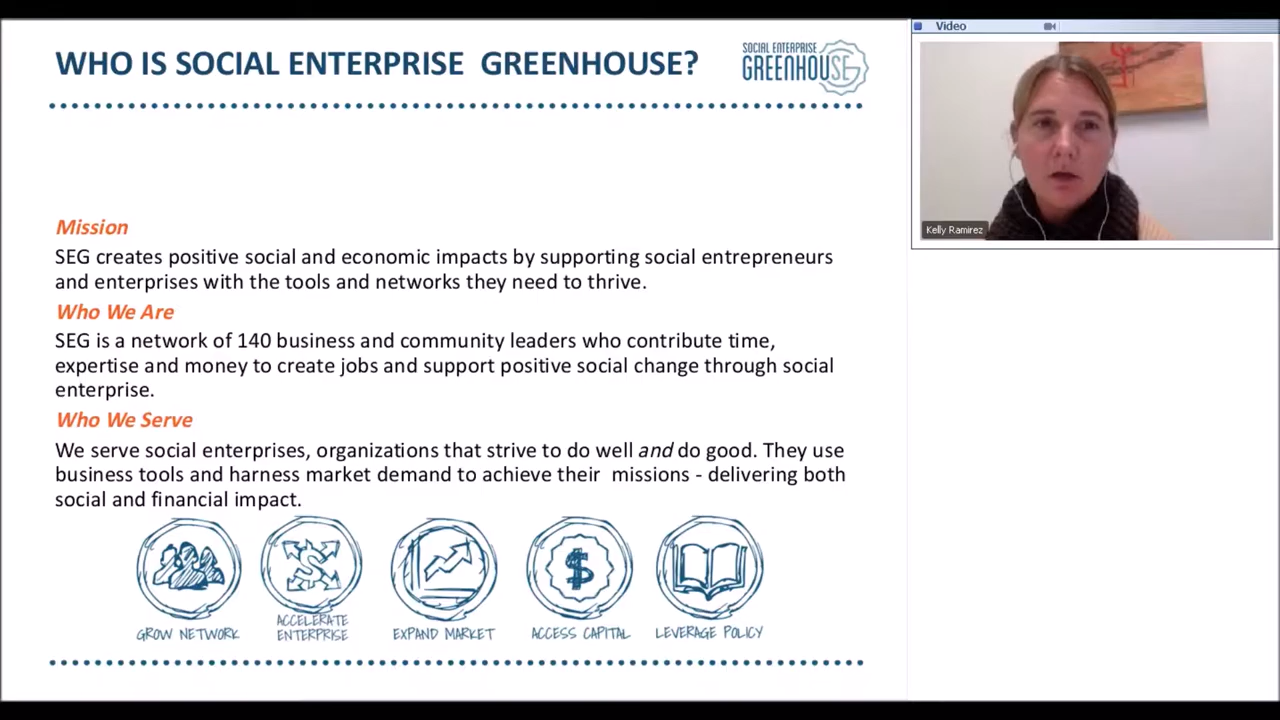 WHO IS SOCIAL ENTERPRISE GREENHOUSE?
SOCIAL ENTERPRISE
GREENHOUSE
Mission
SEG creates positive social and economic impacts by supporting social entrepreneurs
and enterprises with the tools and networks they need to thrive.
Who We Are
SEG is a network of 140 business and community leaders who contribute time,
expertise and money to create jobs and support positive social change through social
enterprise.
Who We Serve
We serve social enterprises, organizations that strive to do well and do good. They use
business tools and harness market demand to achieve their missions - delivering both
social and financial impact.
GROW NETWORK
ACCELERATE
ENTERPRISE
EXPAND MARKET
ACCESS CAPITAL
LEVERAGE POLICY
Video
Kelly Ramirez